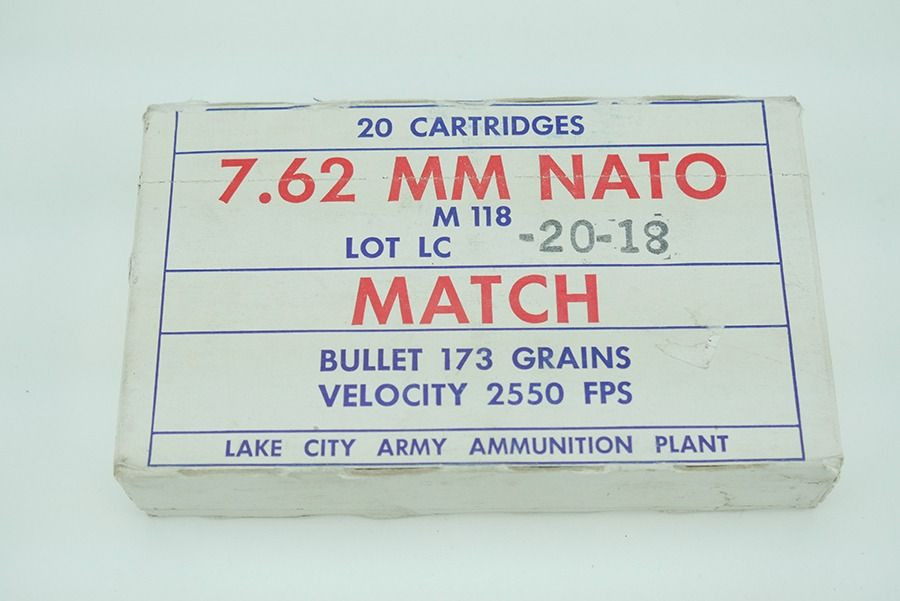 20 CARTRIDGES
7.62 MM NATO
M 118
LOT LC -20-18
MATCH
BULLET 173 GRAINS
VELOCITY 2550 FPS
LAKE CITY ARMY AMMUNITION PLANT